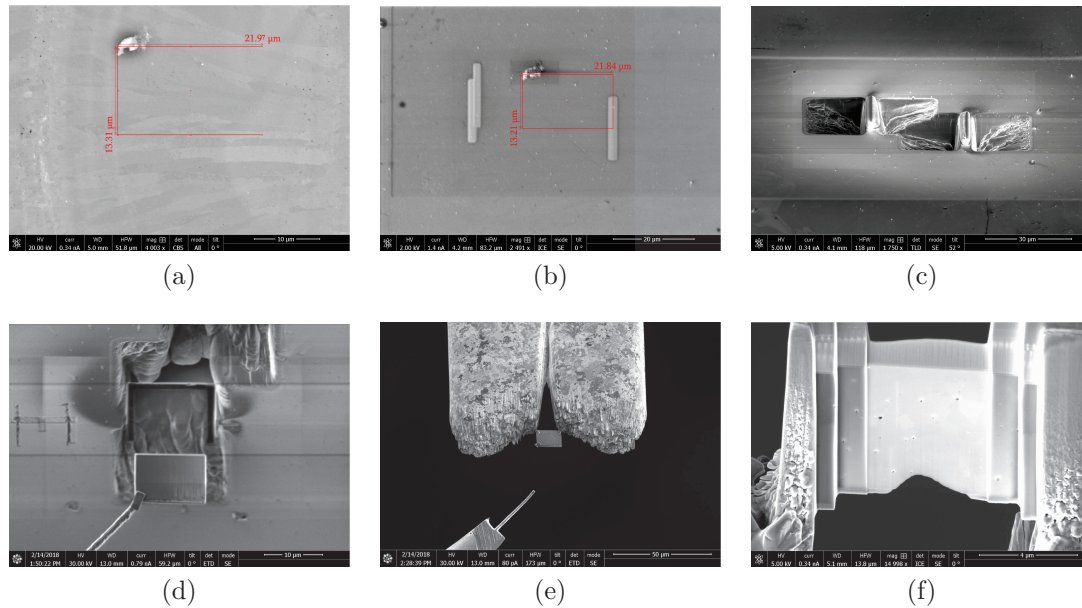 21.97 µm
13.31 µm
HV curr WD HFW mag det mode tilt
20.00 kV 0.34 nA 5.0 mm 51.8 µm 4 003 x CBS All 0 °
10 µm
(a)
21.84 µm
13.21 µm
HV curr WD HFW mag det mode tilt
2.00 kV 1.4 nA 4.2 mm 83.2 µm 2 491 x ICE SE 0 °
20 µm
(b)
HV curr WD HFW mag det mode tilt
5.00 kV 0.34 nA 4.1 mm 118 µm 1 750 x TLD SE 52 °
30 µm
(c)
2/14/2018 HV WD curr HFW tilt det mode
1:50:22 PM 30.00 kV 13.0 mm 0.79 nA 59.2 µm 0 ° ETD SE
10 µm
(d)
2/14/2018 HV WD curr HFW tilt det mode
2:28:39 PM 30.00 kV 13.0 mm 80 pA 173 µm 0 ° ETD SE
50 µm
(e)
HV curr WD HFW mag det mode tilt
5.00 kV 0.34 nA 5.1 mm 13.8 µm 14 998 x ICE SE 0 °
4 µm
(f)